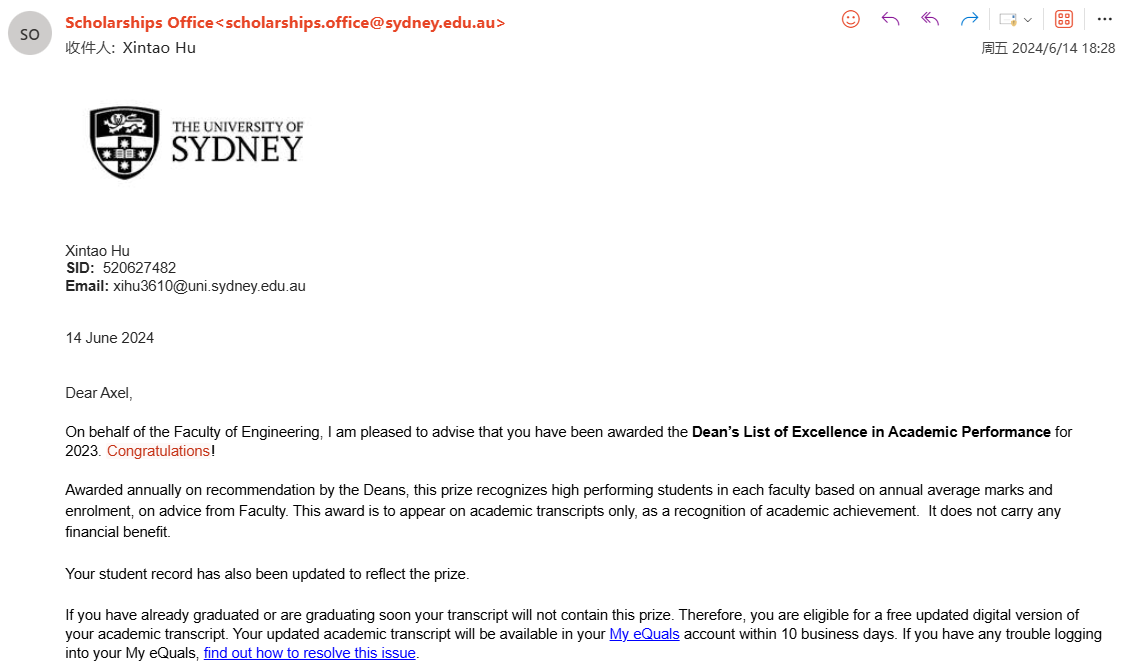 SO
Scholarships Office<scholarships.office@sydney.edu.au>
收件人: Xintao Hu
周五 2024/6/14 18:28
THE UNIVERSITY OF
SYDNEY
Xintao Hu
SID: 520627482
Email: xihu3610@uni.sydney.edu.au
14 June 2024
Dear Axel,
On behalf of the Faculty of Engineering, I am pleased to advise that you have been awarded the Dean’s List of Excellence in Academic Performance for
2023. Congratulations!
Awarded annually on recommendation by the Deans, this prize recognizes high performing students in each faculty based on annual average marks and
enrolment, on advice from Faculty. This award is to appear on academic transcripts only, as a recognition of academic achievement.  It does not carry any
financial benefit.
Your student record has also been updated to reflect the prize.
If you have already graduated or are graduating soon your transcript will not contain this prize. Therefore, you are eligible for a free updated digital version of
your academic transcript. Your updated academic transcript will be available in your My eQuals account within 10 business days. If you have any trouble logging
into your My eQuals, find out how to resolve this issue.